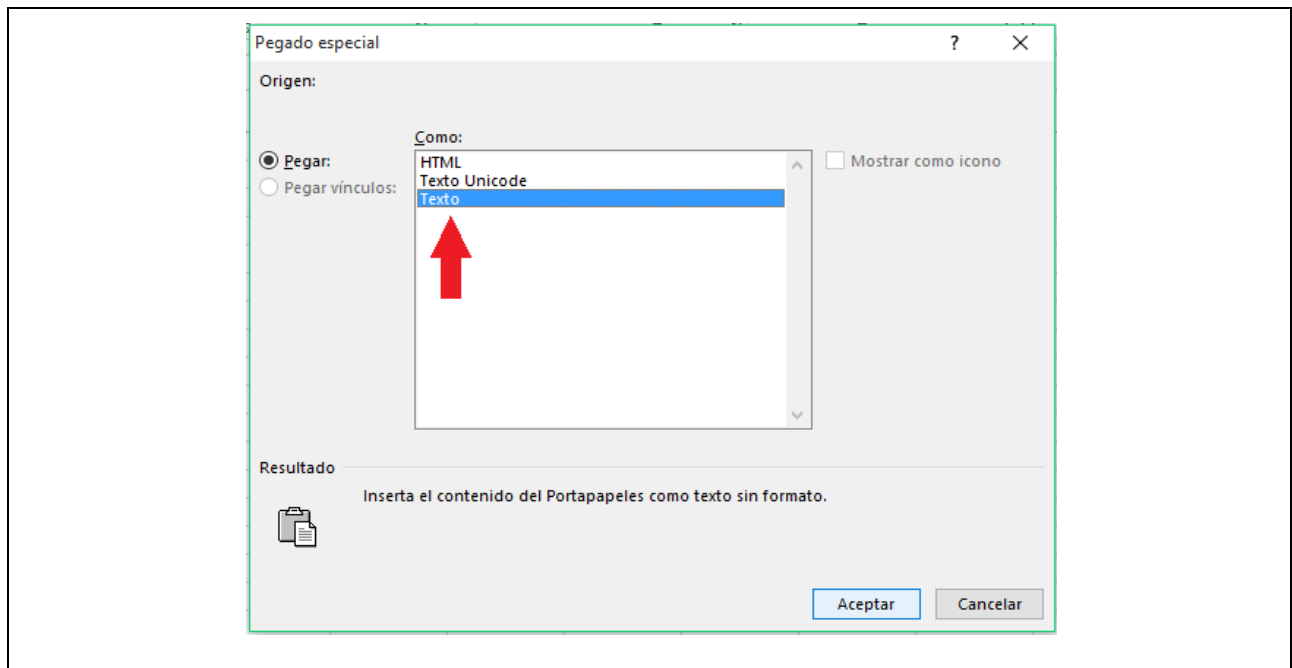 Pegado especial
?
Origen:
Como:
Pegar:
HTML
Mostrar como icono
Texto Unicode
Pegar vínculos:
Texto
Resultado
Inserta el contenido del Portapapeles como texto sin formato.
Aceptar
Cancelar